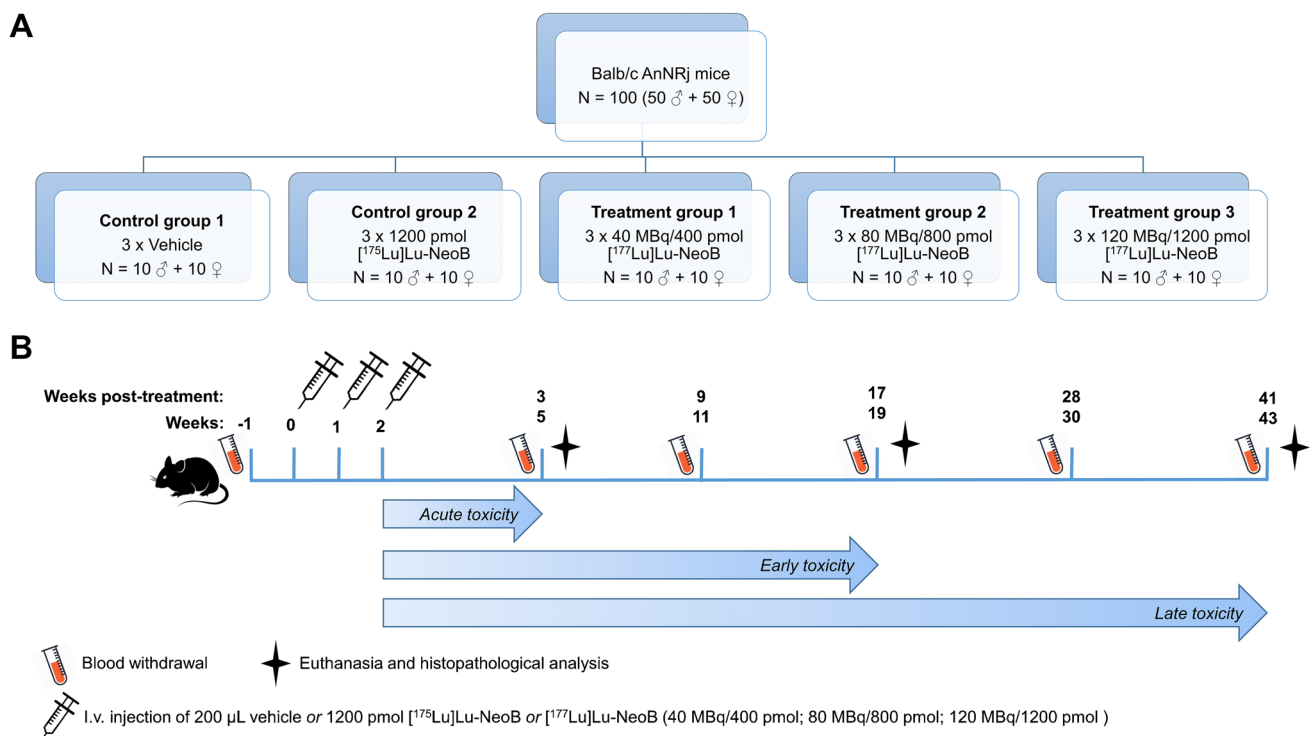 A
Balb/c AnNRj mice
N = 100 (50 ♂ + 50 ♀)
Control group 1
3 x Vehicle
N = 10 ♂ + 10 ♀
Control group 2
3 x 1200 pmol
[¹⁷⁵Lu]Lu-NeoB
N = 10 ♂ + 10 ♀
Treatment group 1
3 x 40 MBq/400 pmol
[¹⁷⁷Lu]Lu-NeoB
N = 10 ♂ + 10 ♀
Treatment group 2
3 x 80 MBq/800 pmol
[¹⁷⁷Lu]Lu-NeoB
N = 10 ♂ + 10 ♀
Treatment group 3
3 x 120 MBq/1200 pmol
[¹⁷⁷Lu]Lu-NeoB
N = 10 ♂ + 10 ♀
B
Weeks post-treatment: 3 9 17 28 41
Weeks: -1 0 1 2 5 11 19 30 43
Acute toxicity
Early toxicity
Late toxicity
Blood withdrawal
Euthanasia and histopathological analysis
I.v. injection of 200 µL vehicle or 1200 pmol [¹⁷⁵Lu]Lu-NeoB or [¹⁷⁷Lu]Lu-NeoB (40 MBq/400 pmol; 80 MBq/800 pmol; 120 MBq/1200 pmol )